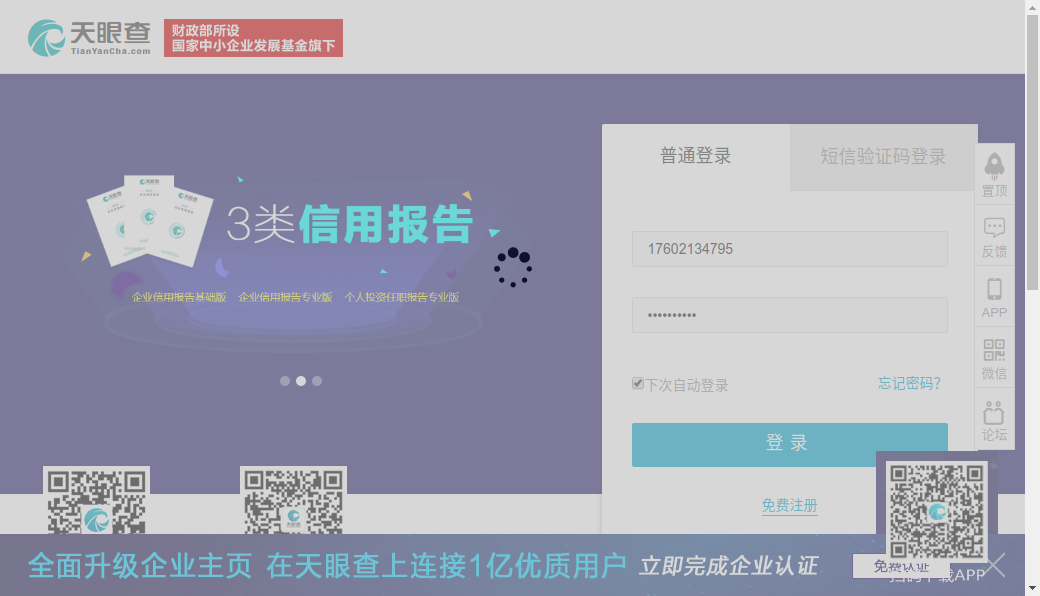 天眼查
TianYanCha.com
财政部所设
国家中小企业发展基金旗下
普通登录
短信验证码登录
3类信用报告
企业信用报告基础版 企业信用报告专业版 个人投资任职报告专业版
17602134795
••••••••••
下次自动登录
忘记密码?
登录
免费注册
置顶
反馈
APP
微信
论坛
全面升级企业主页 在天眼查上连接1亿优质用户 立即完成企业认证
免费认证
扫码下载APP